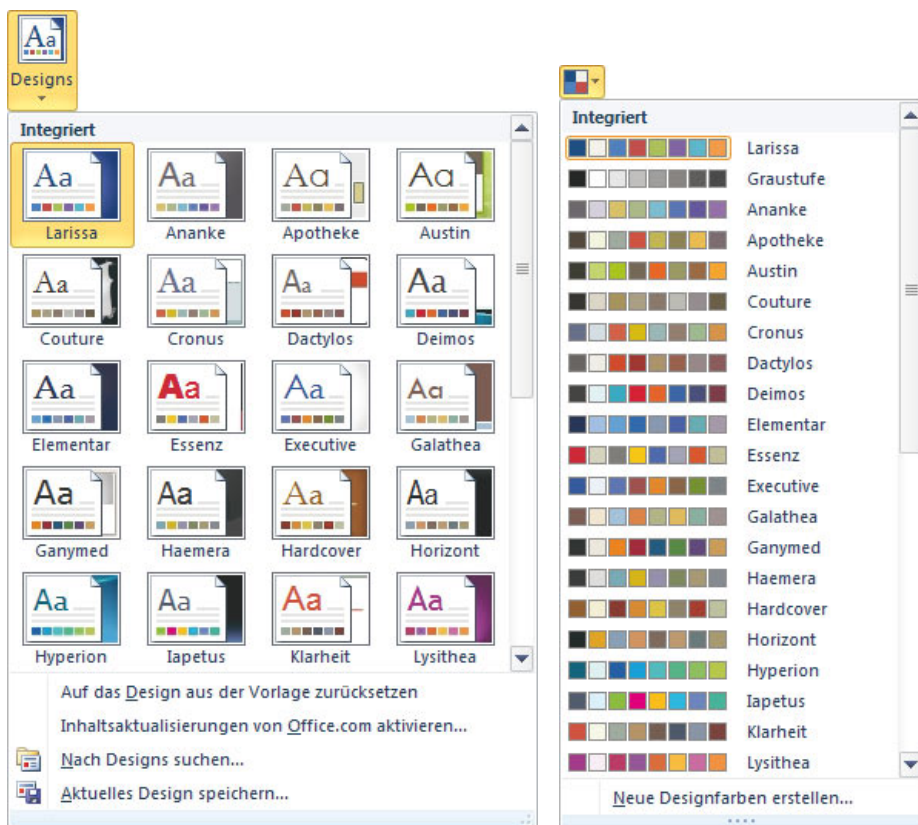 Designs
Integriert
Aa Aa Aa Aa
Larissa Ananke Apotheke Austin
Aa Aa Aa Aa
Couture Cronus Dactylos Deimos
Aa Aa Aa Aa
Elementar Essenz Executive Galathea
Aa Aa Aa Aa
Ganymed Haemera Hardcover Horizont
Aa Aa Aa Aa
Hyperion Iapetus Klarheit Lysithea
Auf das Design aus der Vorlage zurücksetzen
Inhaltsaktualisierungen von Office.com aktivieren...
Nach Designs suchen...
Aktuelles Design speichern...
Integriert
Larissa
Graustufe
Ananke
Apotheke
Austin
Couture
Cronus
Dactylos
Deimos
Elementar
Essenz
Executive
Galathea
Ganymed
Haemera
Hardcover
Horizont
Hyperion
Iapetus
Klarheit
Lysithea
Neue Designfarben erstellen...